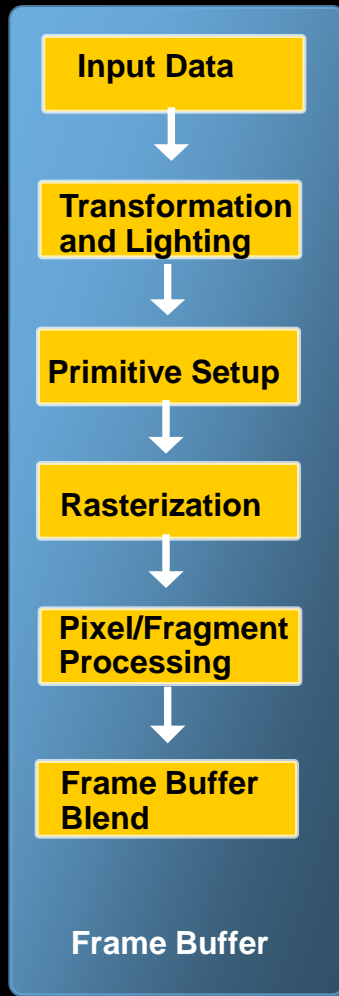 Input Data
Transformation
and Lighting
Primitive Setup
Rasterization
Pixel/Fragment
Processing
Frame Buffer
Blend
Frame Buffer